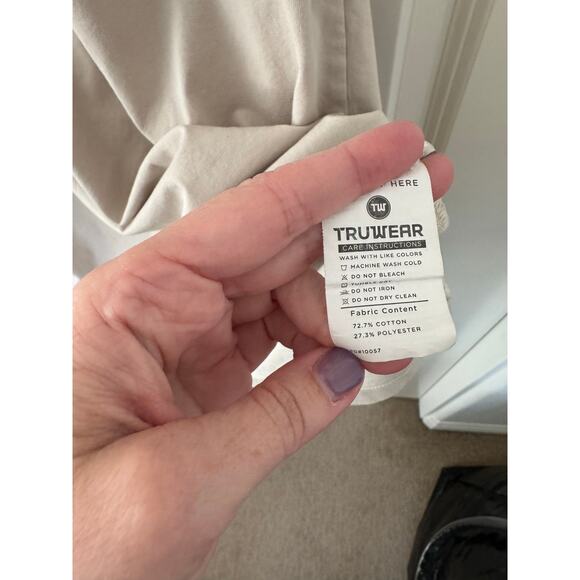 HERE
TW
TRUWEAR
CARE INSTRUCTIONS
WASH WITH LIKE COLORS
MACHINE WASH COLD
DO NOT BLEACH
DO NOT IRON
DO NOT DRY CLEAN
Fabric Content
72.7% COTTON
27.3% POLYESTER
#10057